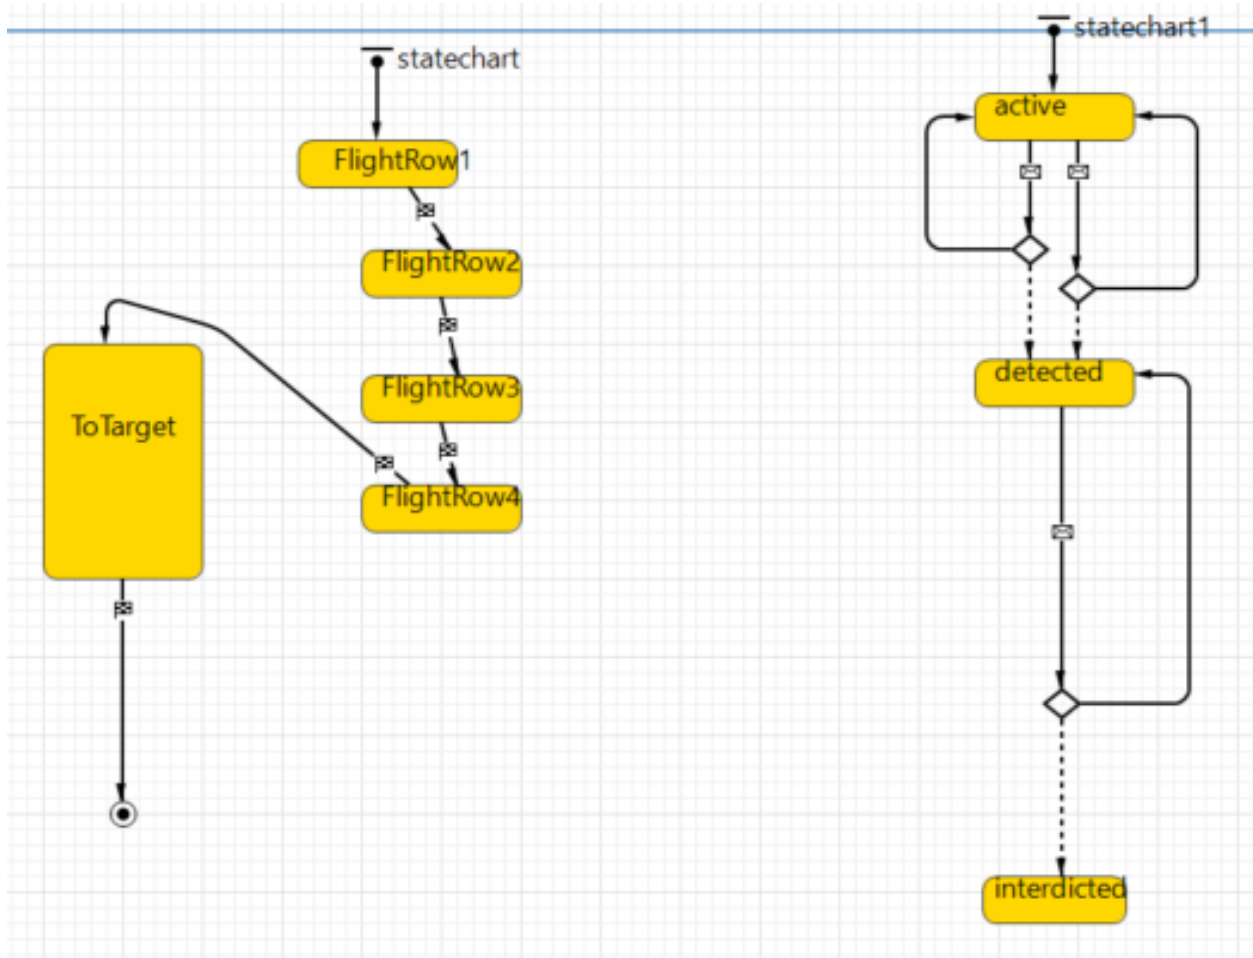 statechart
FlightRow1
FlightRow2
FlightRow3
FlightRow4
ToTarget
statechart1
active
detected
interdicted